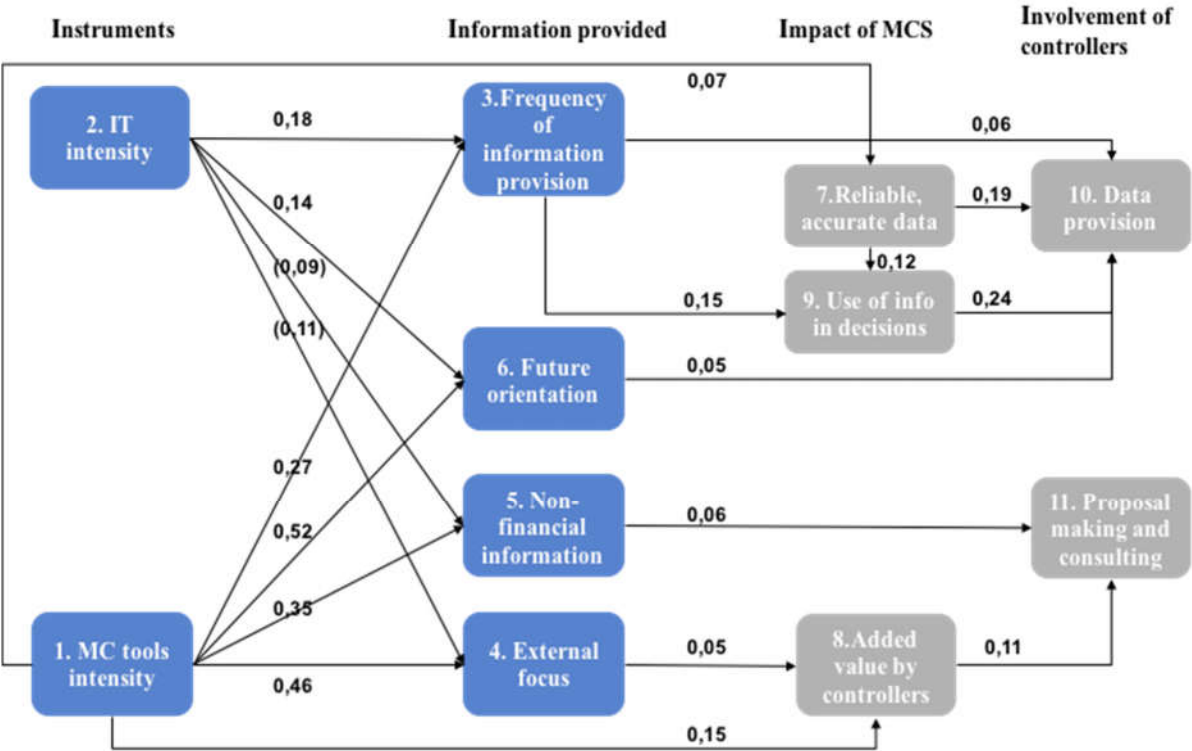 Instruments
Information provided
Impact of MCS
Involvement of
controllers
0,07
2. IT
intensity
0,18
3.Frequency
of
information
provision
0,06
0,14
7.Reliable,
accurate data
0,19
10. Data
provision
(0,09)
0,12
(0,11)
0,15
9. Use of info
in decisions
0,24
6. Future
orientation
0,05
0,27
0,52
5. Non-
financial
information
0,06
11. Proposal
making and
consulting
0,35
1. MC tools
intensity
0,46
4. External
focus
0,05
8.Added
value by
controllers
0,11
0,15